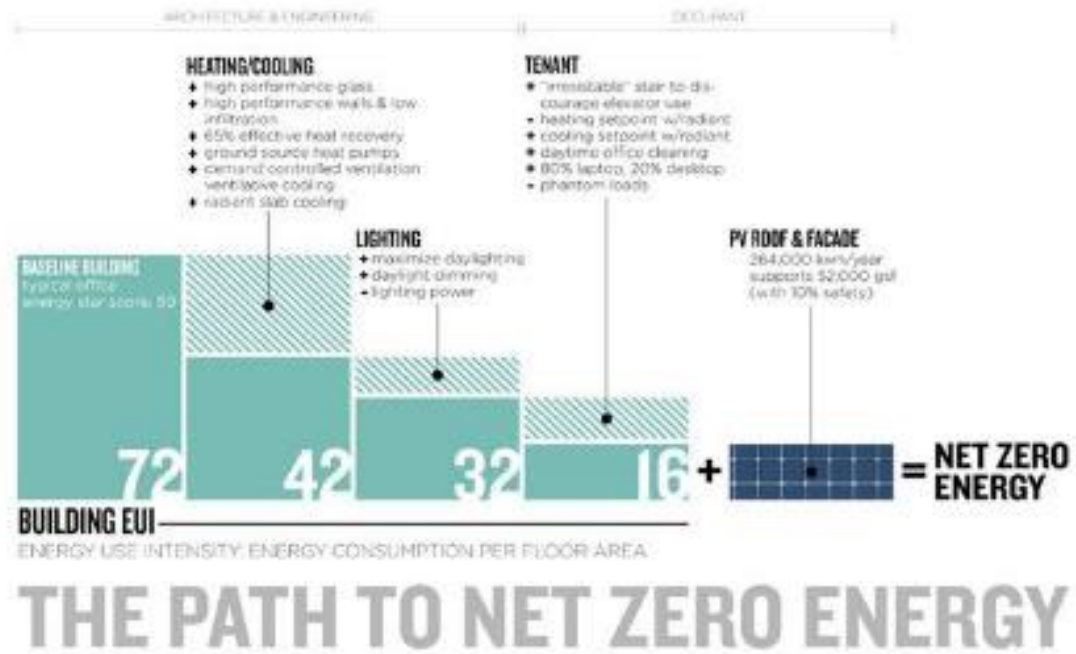 ARCHITECTURE & ENGINEERING
OCCUPANT
HEATING/COOLING
+ high performance glass
+ high performance walls & low
infiltration
+ 65% effective heat recovery
+ ground source heat pumps
+ demand controlled ventilation
ventilative cooling
+ radiant slab cooling
TENANT
+ "irresistable" stair to dis-
courage elevator use
- heating setpoint w/radiant
+ cooling setpoint w/radiant
+ daytime office cleaning
+ 80% laptop, 20% desktop
- phantom loads
LIGHTING
+ maximize daylighting
+ daylight dimming
- lighting power
PV ROOF & FACADE
264,000 kwh/year
supports 52,000 gsf
(with 10% safety)
BASELINE BUILDING
typical office
energy star score: 50
72
42
32
16
+
= NET ZERO
ENERGY
BUILDING EUI
ENERGY USE INTENSITY: ENERGY CONSUMPTION PER FLOOR AREA
THE PATH TO NET ZERO ENERGY